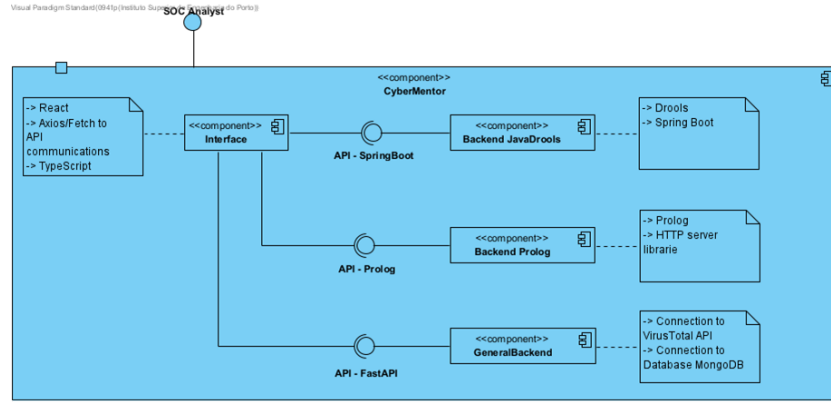 Visual Paradigm Standard(0941p(Instituto Superior de Engenharia do Porto))
SOC Analyst
<<component>>
CyberMentor
-> React
-> Axios/Fetch to
API
communications
-> TypeScript
<<component>>
Interface
API - SpringBoot
<<component>>
Backend JavaDrools
-> Drools
-> Spring Boot
API - Prolog
<<component>>
Backend Prolog
-> Prolog
-> HTTP server
librarie
API - FastAPI
<<component>>
GeneralBackend
-> Connection to
VirusTotal API
-> Connection to
Database MongoDB